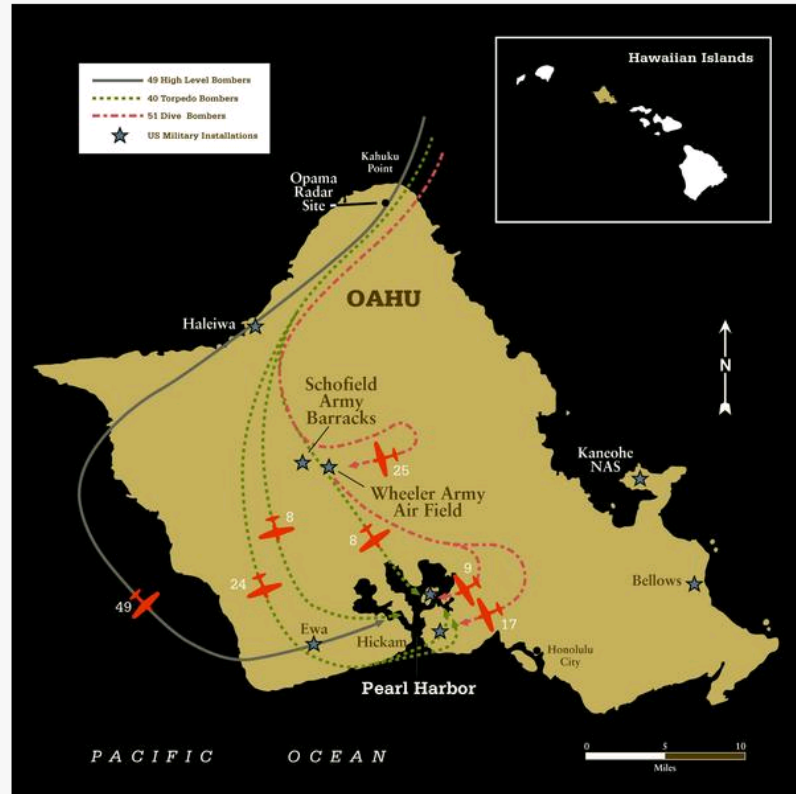 49 High Level Bombers
40 Torpedo Bombers
51 Dive Bombers
US Military Installations
Hawaiian Islands
Kahuku
Point
Opama
Radar
Site
OAHU
Haleiwa
N
Schofield
Army
Barracks
25
Kaneohe
NAS
Wheeler Army
Air Field
8
8
24
9
Bellows
49
17
Ewa
Hickam
Honolulu
City
Pearl Harbor
PACIFIC OCEAN
0 5 10
Miles